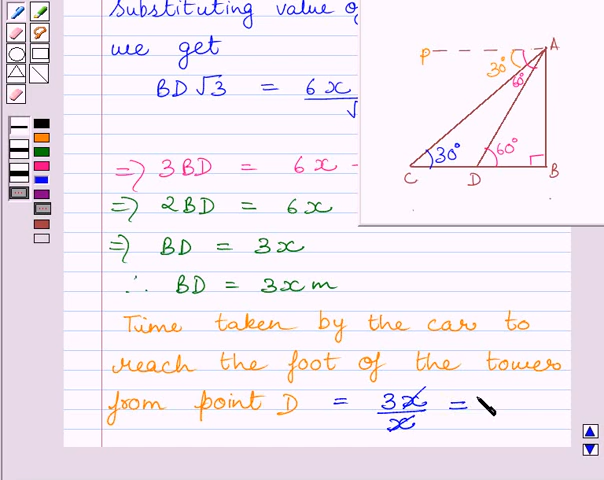 Substituting value of
we get
BD √3 = 6x / √
⇒ 3BD = 6x -
⇒ 2BD = 6x
⇒ BD = 3x
∴ BD = 3x m
Time taken by the car to
reach the foot of the tower
from point D = 3x / x =
P A
30°
60°
30° 60°
C D B